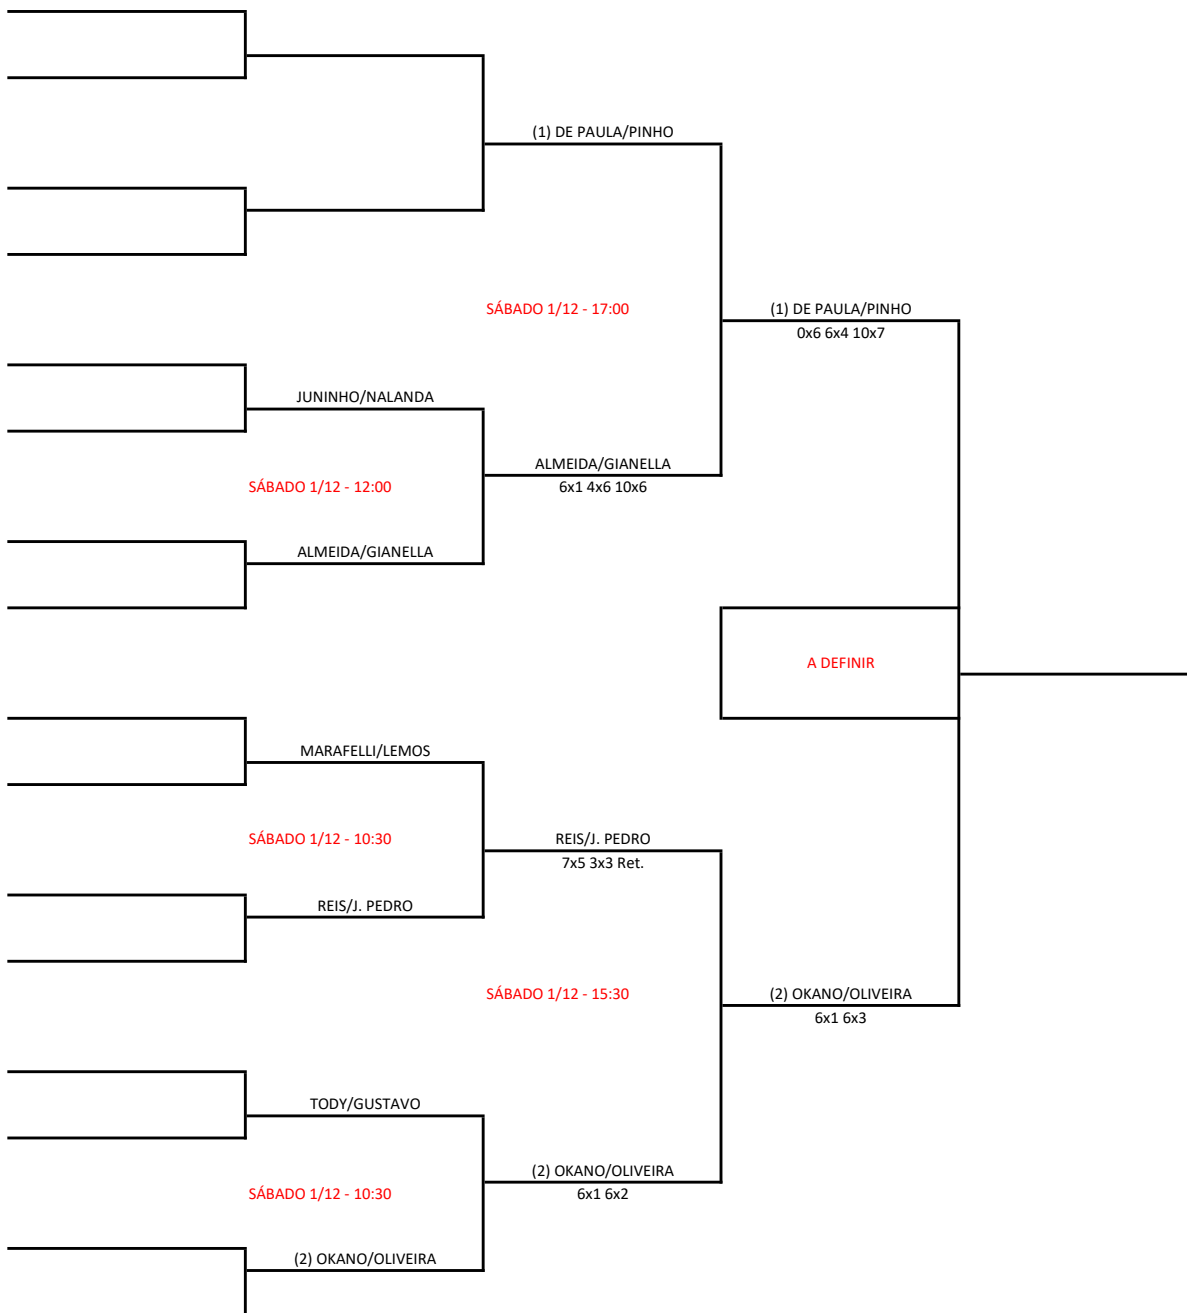 (1) DE PAULA/PINHO
SÁBADO 1/12 - 17:00
(1) DE PAULA/PINHO
0x6 6x4 10x7
JUNINHO/NALANDA
ALMEIDA/GIANELLA
6x1 4x6 10x6
SÁBADO 1/12 - 12:00
ALMEIDA/GIANELLA
A DEFINIR
MARAFELLI/LEMOS
SÁBADO 1/12 - 10:30
REIS/J. PEDRO
7x5 3x3 Ret.
REIS/J. PEDRO
SÁBADO 1/12 - 15:30
(2) OKANO/OLIVEIRA
6x1 6x3
TODY/GUSTAVO
(2) OKANO/OLIVEIRA
6x1 6x2
SÁBADO 1/12 - 10:30
(2) OKANO/OLIVEIRA